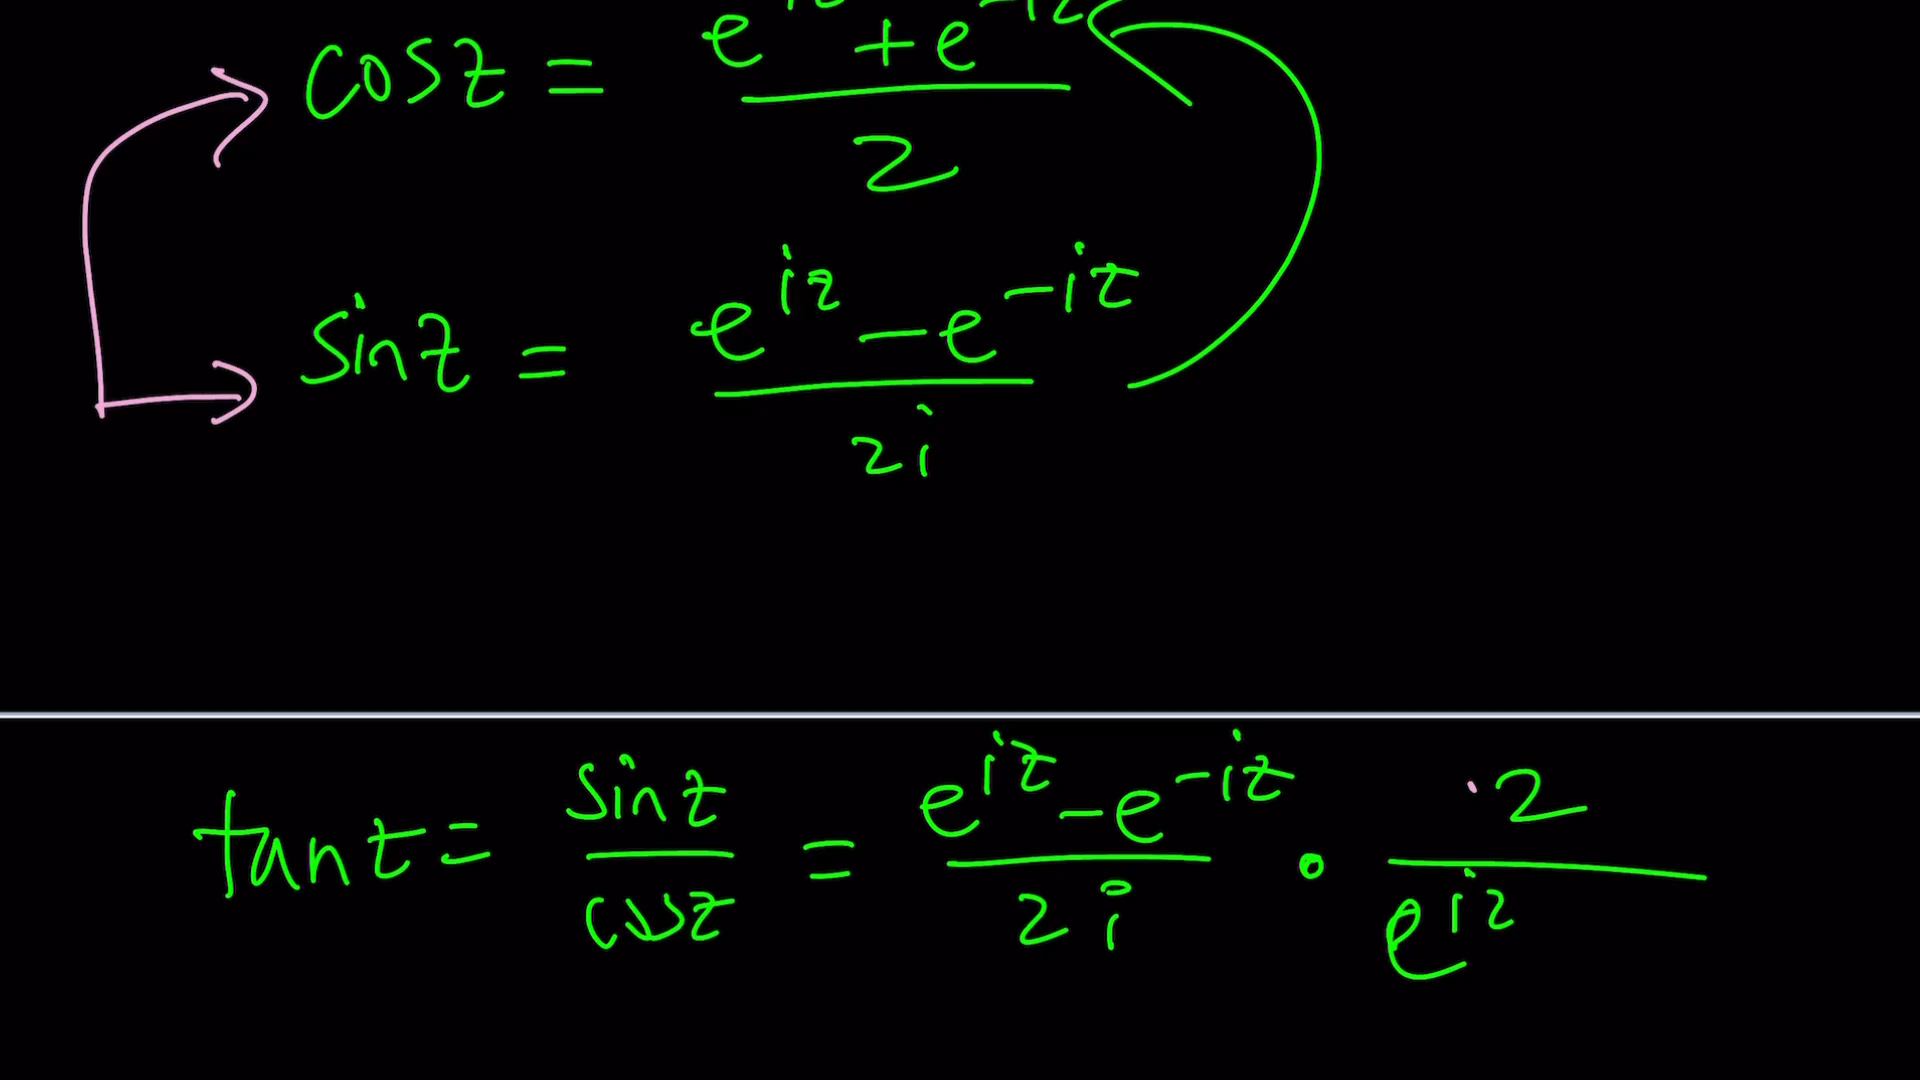 cos z = (e^{iz} + e^{-iz})/2
sin z = (e^{iz} - e^{-iz})/(2i)
tan z = sin z/cos z = (e^{iz} - e^{-iz})/(2i) · 2/e^{iz}